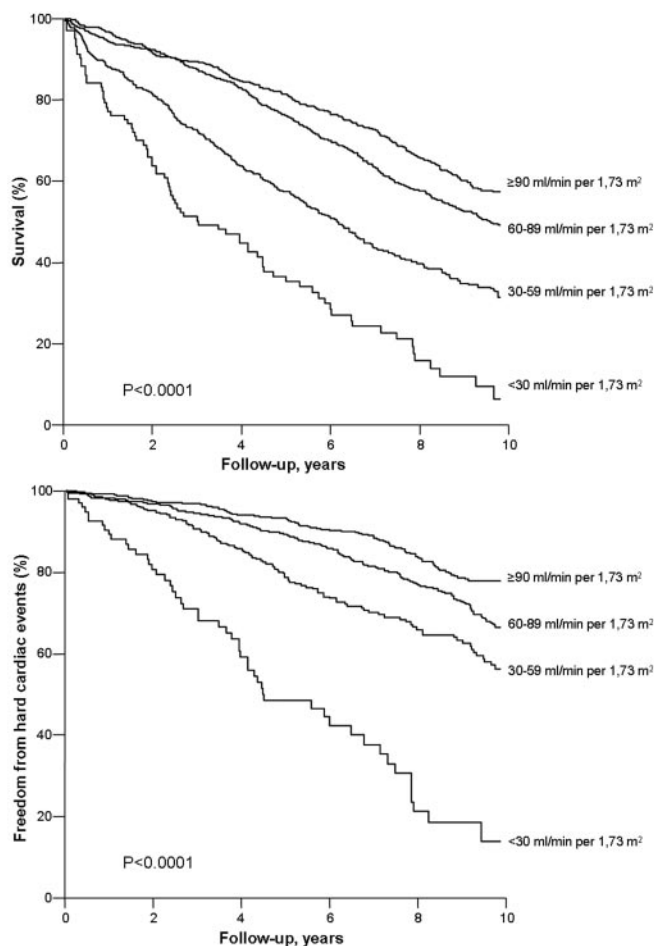 100
80
60
40
20
0
Survival (%)
≥90 ml/min per 1,73 m²
60-89 ml/min per 1,73 m²
30-59 ml/min per 1,73 m²
<30 ml/min per 1,73 m²
P<0.0001
0 2 4 6 8 10
Follow-up, years
100
80
60
40
20
0
Freedom from hard cardiac events (%)
≥90 ml/min per 1,73 m²
60-89 ml/min per 1,73 m²
30-59 ml/min per 1,73 m²
<30 ml/min per 1,73 m²
P<0.0001
0 2 4 6 8 10
Follow-up, years